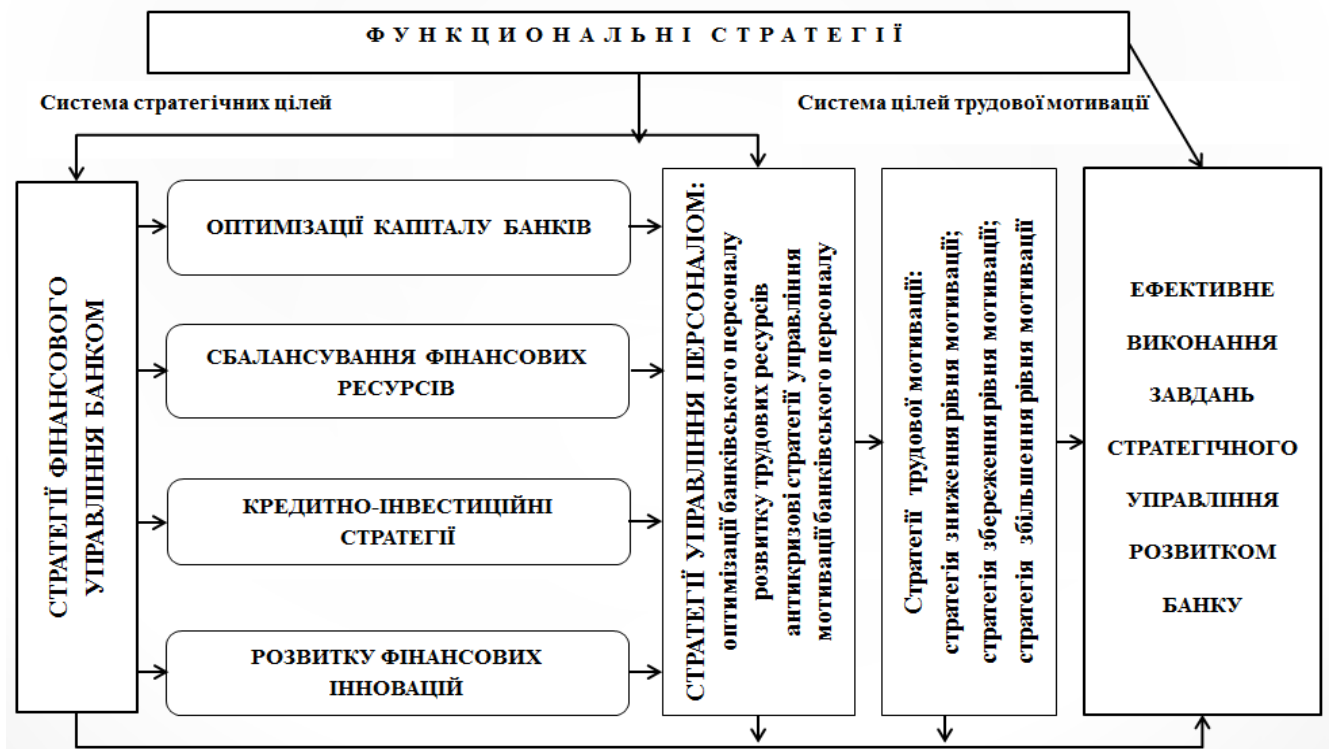 ФУНКЦИОНАЛЬНІ СТРАТЕГІЇ
Система стратегічних цілей
Система цілей трудової мотивації
СТРАТЕГІЇ ФІНАНСОВОГО
УПРАВЛІННЯ БАНКОМ
ОПТИМІЗАЦІЇ КАПІТАЛУ БАНКІВ
СБАЛАНСУВАННЯ ФІНАНСОВИХ
РЕСУРСІВ
КРЕДИТНО-ІНВЕСТИЦІЙНІ
СТРАТЕГІЇ
РОЗВИТКУ ФІНАНСОВИХ
ІННОВАЦІЙ
СТРАТЕГІЇ УПРАВЛІННЯ ПЕРСОНАЛОМ:
оптимізації банківського персоналу
розвитку трудових ресурсів
антикризові стратегії управління
мотивації банківського персоналу
Стратегії трудової мотивації:
стратегія зниження рівня мотивації;
стратегія збереження рівня мотивації;
стратегія збільшення рівня мотивації
ЕФЕКТИВНЕ
ВИКОНАННЯ
ЗАВДАНЬ
СТРАТЕГІЧНОГО
УПРАВЛІННЯ
РОЗВИТКОМ
БАНКУ